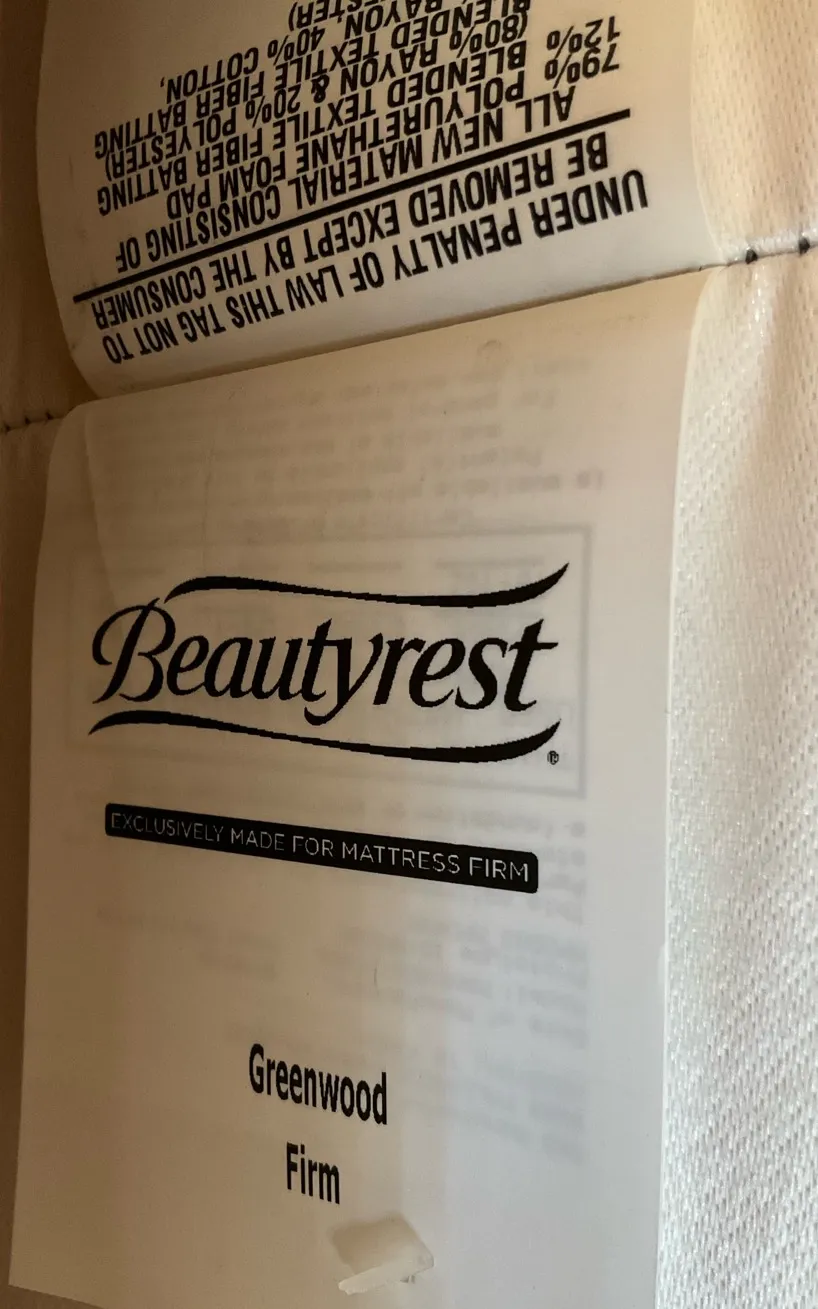 UNDER PENALTY OF LAW THIS TAG NOT TO
BE REMOVED EXCEPT BY THE CONSUMER
ALL NEW MATERIAL CONSISTING OF
79% POLYURETHANE FOAM PAD
12% BLENDED TEXTILE FIBER BATTING
(80% RAYON & 20% POLYESTER)
BLENDED TEXTILE FIBER BATTING
RAYON, 40% COTTON,
Beautyrest®
EXCLUSIVELY MADE FOR MATTRESS FIRM
Greenwood
Firm